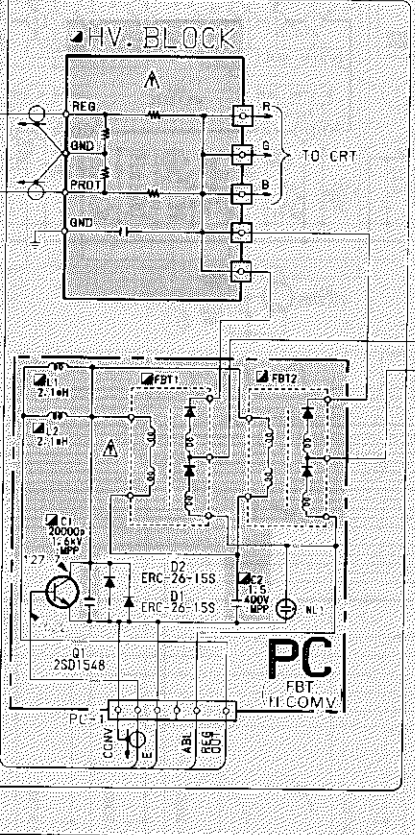 HV. BLOCK
REG
GND
PROT
GND
R
G
B
TO CRT
L1
2.1mH
L2
2.1mH
FBT1
FBT2
C1
20000p
1.6kV
MPP
127
D2
ERC-26-15S
D1
ERC-26-15S
C2
1.5
400V
MPP
NL1
Q1
2SD1548
PC
FBT
H.COMV
PC-1
E
ABL
REG
OUT